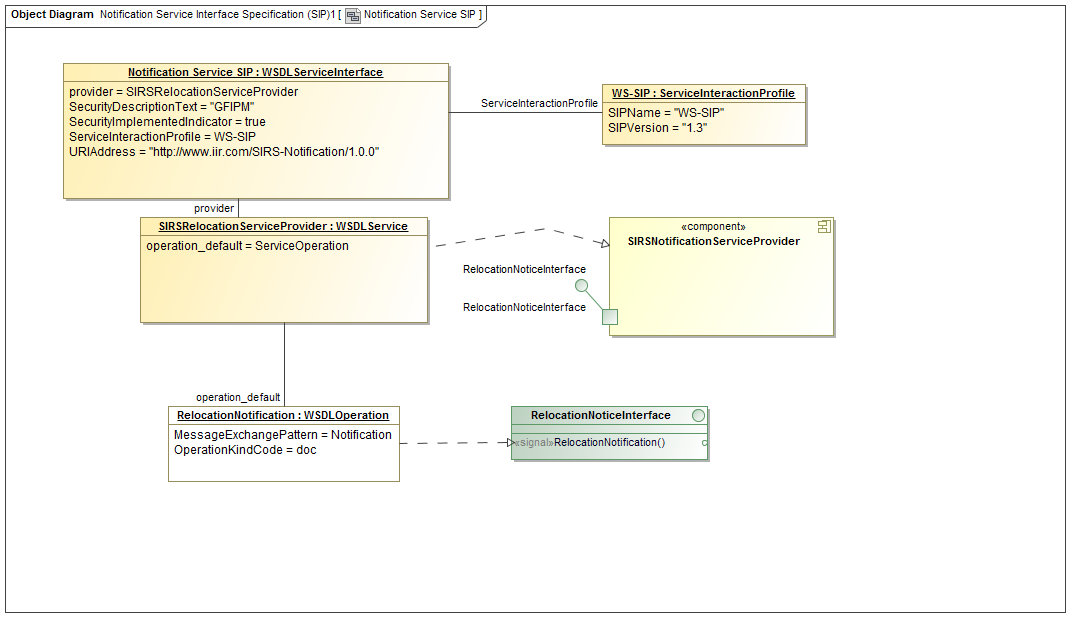 Object Diagram Notification Service Interface Specification (SIP)1 [ Notification Service SIP ]
Notification Service SIP : WSDLServiceInterface
provider = SIRSRelocationServiceProvider
SecurityDescriptionText = "GFIPM"
SecurityImplementedIndicator = true
ServiceInteractionProfile = WS-SIP
URIAddress = "http://www.iir.com/SIRS-Notification/1.0.0"
ServiceInteractionProfile
WS-SIP : ServiceInteractionProfile
SIPName = "WS-SIP"
SIPVersion = "1.3"
provider
SIRSRelocationServiceProvider : WSDLService
operation_default = ServiceOperation
«component»
SIRSNotificationServiceProvider
RelocationNoticeInterface
RelocationNoticeInterface
operation_default
RelocationNotification : WSDLOperation
MessageExchangePattern = Notification
OperationKindCode = doc
RelocationNoticeInterface
«signal»RelocationNotification()